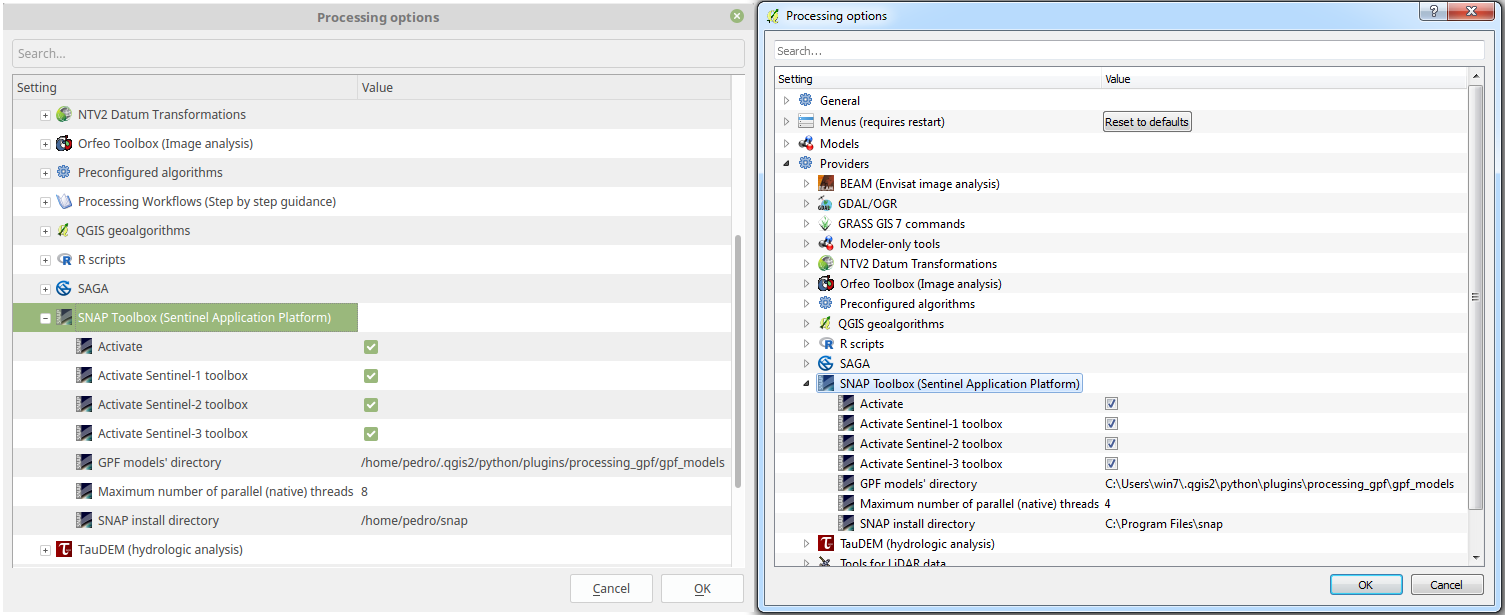 Processing options
Search...
Setting Value
NTV2 Datum Transformations
Orfeo Toolbox (Image analysis)
Preconfigured algorithms
Processing Workflows (Step by step guidance)
QGIS geoalgorithms
R scripts
SAGA
SNAP Toolbox (Sentinel Application Platform)
Activate
Activate Sentinel-1 toolbox
Activate Sentinel-2 toolbox
Activate Sentinel-3 toolbox
GPF models' directory /home/pedro/.qgis2/python/plugins/processing_gpf/gpf_models
Maximum number of parallel (native) threads 8
SNAP install directory /home/pedro/snap
TauDEM (hydrologic analysis)
Cancel OK
Processing options
Search...
Setting Value
General
Menus (requires restart) Reset to defaults
Models
Providers
BEAM (Envisat image analysis)
GDAL/OGR
GRASS GIS 7 commands
Modeler-only tools
NTV2 Datum Transformations
Orfeo Toolbox (Image analysis)
Preconfigured algorithms
QGIS geoalgorithms
R scripts
SAGA
SNAP Toolbox (Sentinel Application Platform)
Activate
Activate Sentinel-1 toolbox
Activate Sentinel-2 toolbox
Activate Sentinel-3 toolbox
GPF models' directory C:\Users\win7\.qgis2\python\plugins\processing_gpf\gpf_models
Maximum number of parallel (native) threads 4
SNAP install directory C:\Program Files\snap
TauDEM (hydrologic analysis)
Tools for LiDAR data
OK Cancel